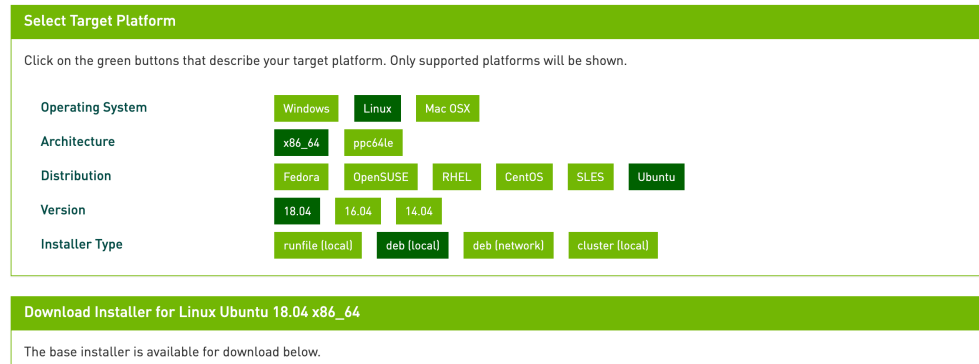 Select Target Platform
Click on the green buttons that describe your target platform. Only supported platforms will be shown.
Operating System Windows Linux Mac OSX
Architecture x86_64 ppc64le
Distribution Fedora OpenSUSE RHEL CentOS SLES Ubuntu
Version 18.04 16.04 14.04
Installer Type runfile (local) deb (local) deb (network) cluster (local)
Download Installer for Linux Ubuntu 18.04 x86_64
The base installer is available for download below.